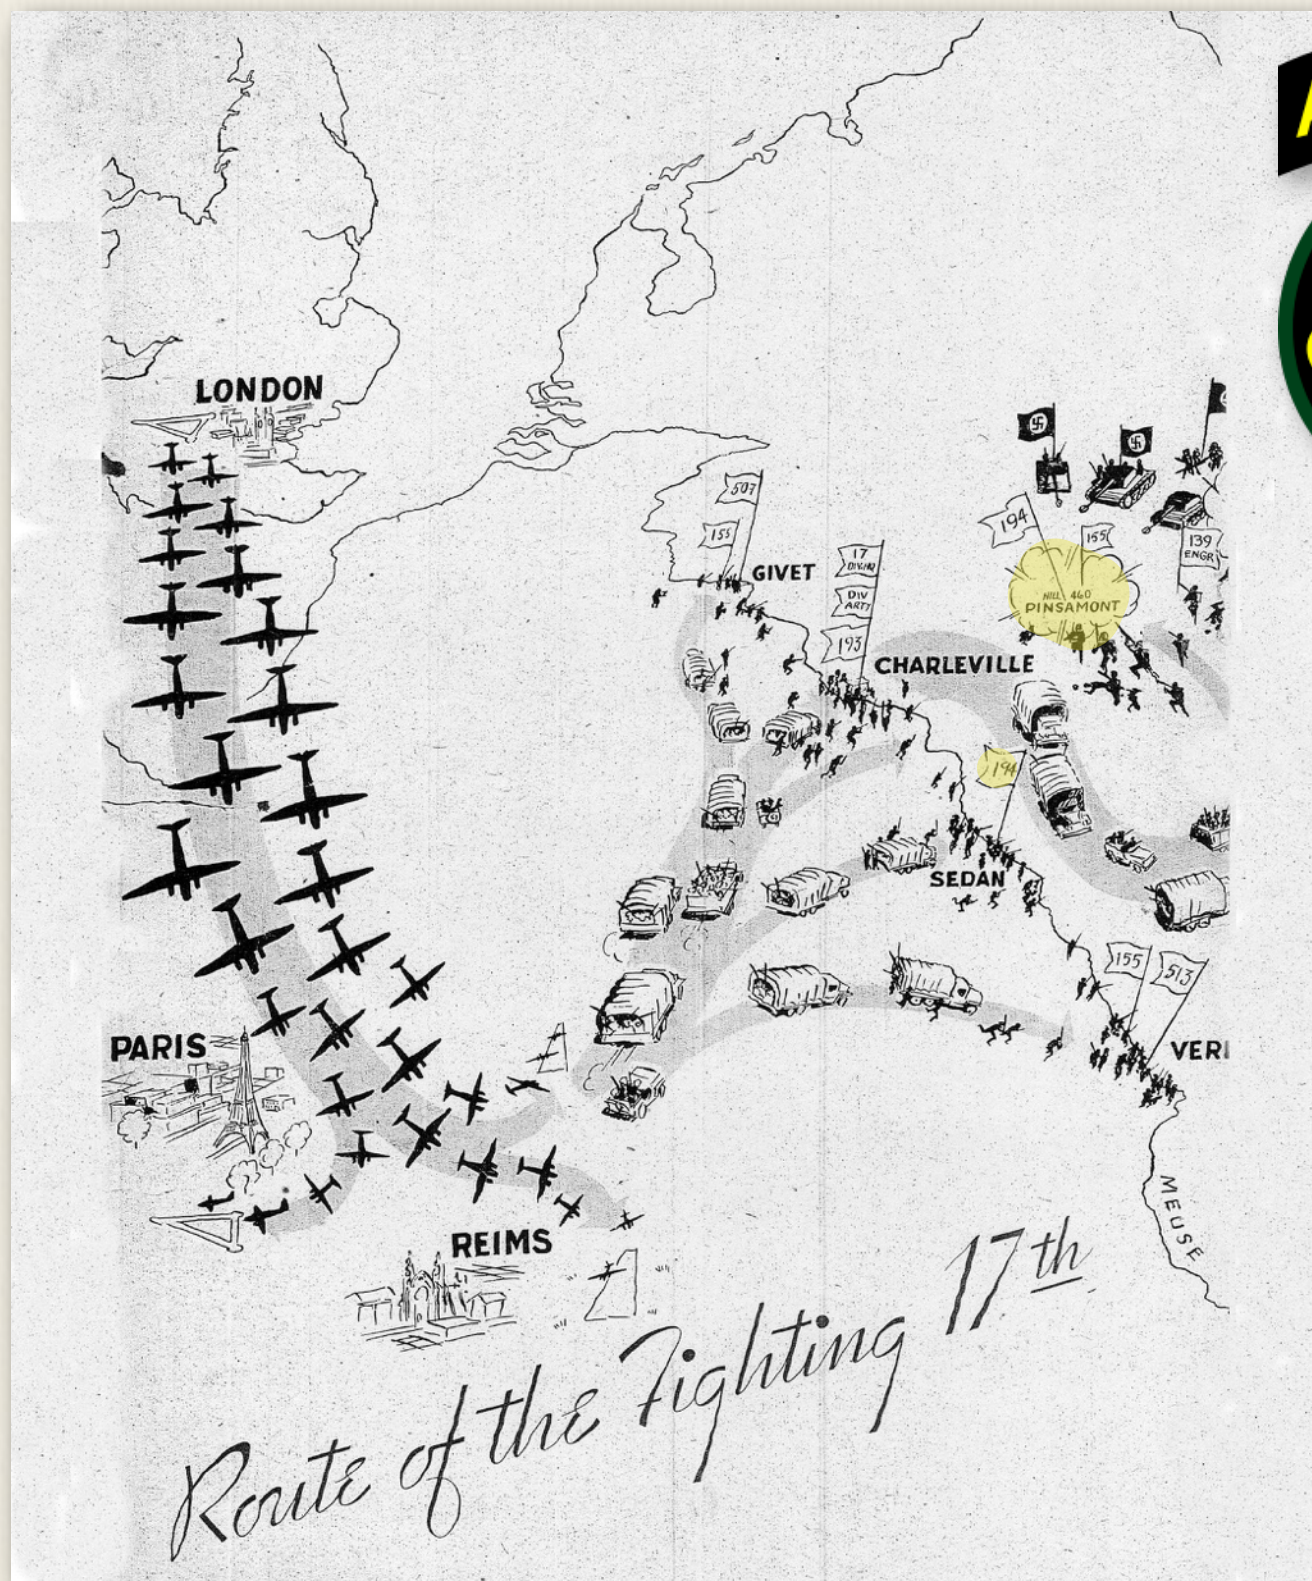 LONDON
507
155
GIVET
17
DIV.HQ
DIV
ARTY
193
CHARLEVILLE
194
155
139
ENGR
HILL 460
PINSAMONT
194
SEDAN
155
513
VER
MEUSE
PARIS
REIMS
Route of the Fighting 17th